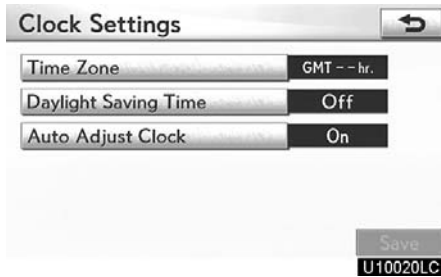 Clock Settings
Time Zone GMT - - hr.
Daylight Saving Time Off
Auto Adjust Clock On
Save
U10020LC